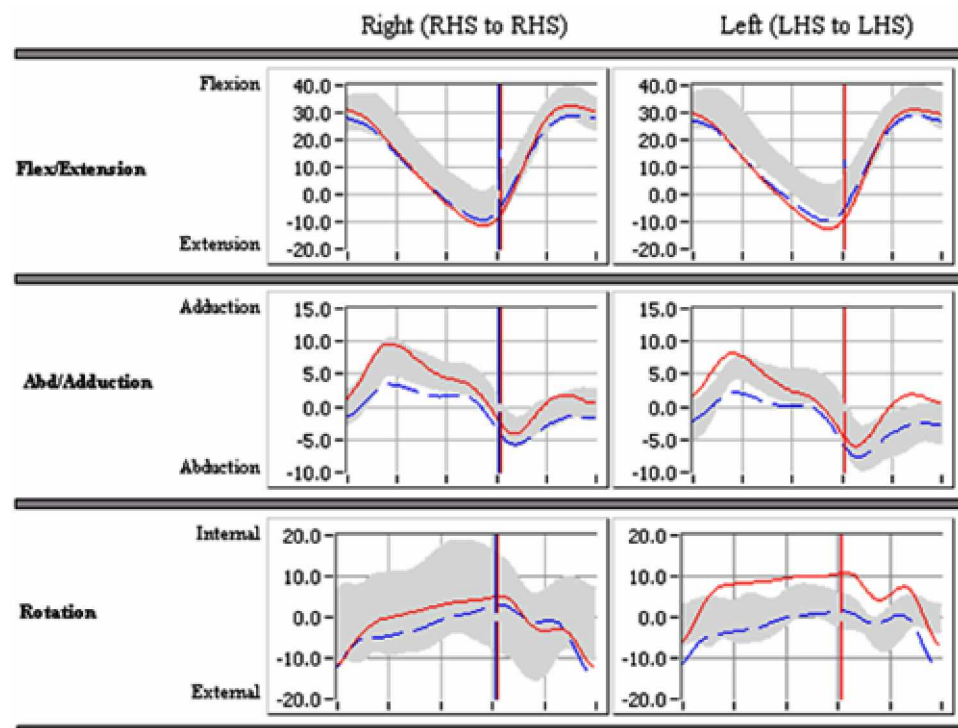 Right (RHS to RHS) Left (LHS to LHS)
Flexion 40.0 40.0
30.0 30.0
20.0 20.0
Flex/Extension 10.0 10.0
0.0 0.0
-10.0 -10.0
Extension -20.0 -20.0
Adduction 15.0 15.0
10.0 10.0
5.0 5.0
Abd/Adduction 0.0 0.0
-5.0 -5.0
Abduction -10.0 -10.0
Internal 20.0 20.0
10.0 10.0
Rotation 0.0 0.0
-10.0 -10.0
External -20.0 -20.0